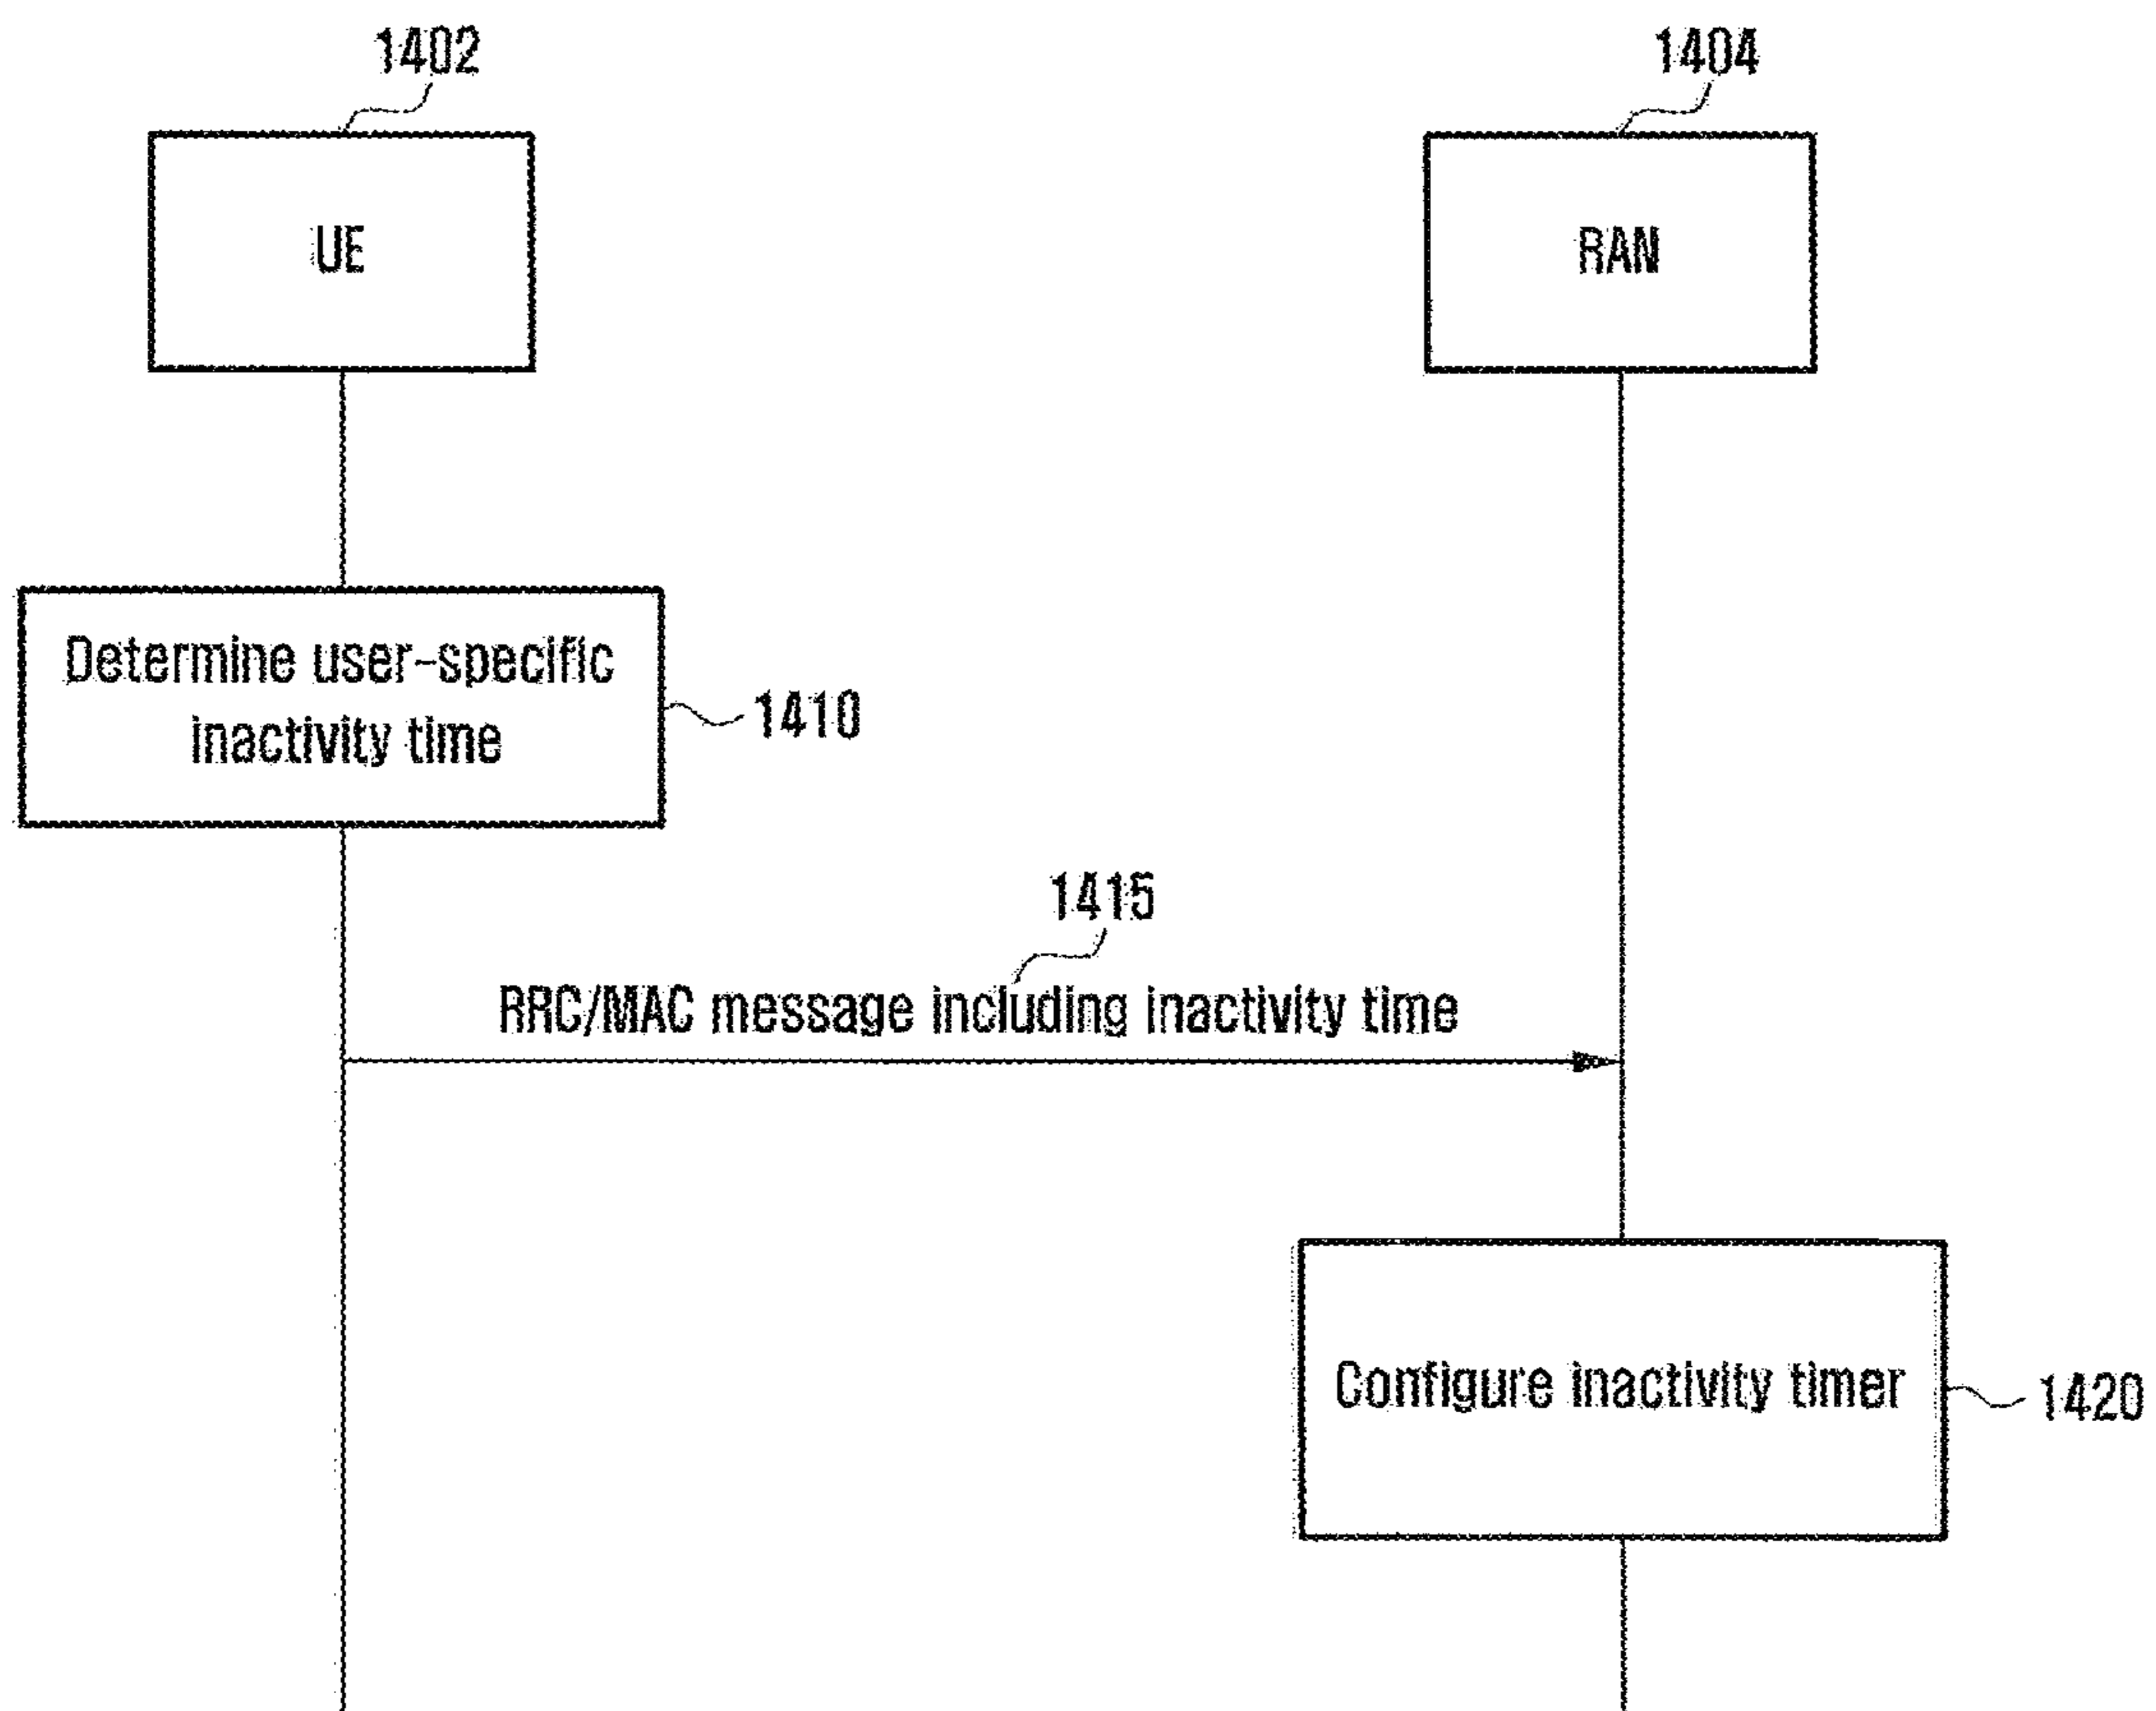 1402
1404
UE
RAN
Determine user-specific
inactivity time
1410
1415
RRC/MAC message including inactivity time
Configure inactivity timer
1420